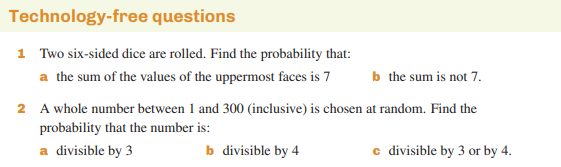 Technology-free questions
1 Two six-sided dice are rolled. Find the probability that:
a the sum of the values of the uppermost faces is 7 b the sum is not 7.
2 A whole number between 1 and 300 (inclusive) is chosen at random. Find the
probability that the number is:
a divisible by 3 b divisible by 4 c divisible by 3 or by 4.